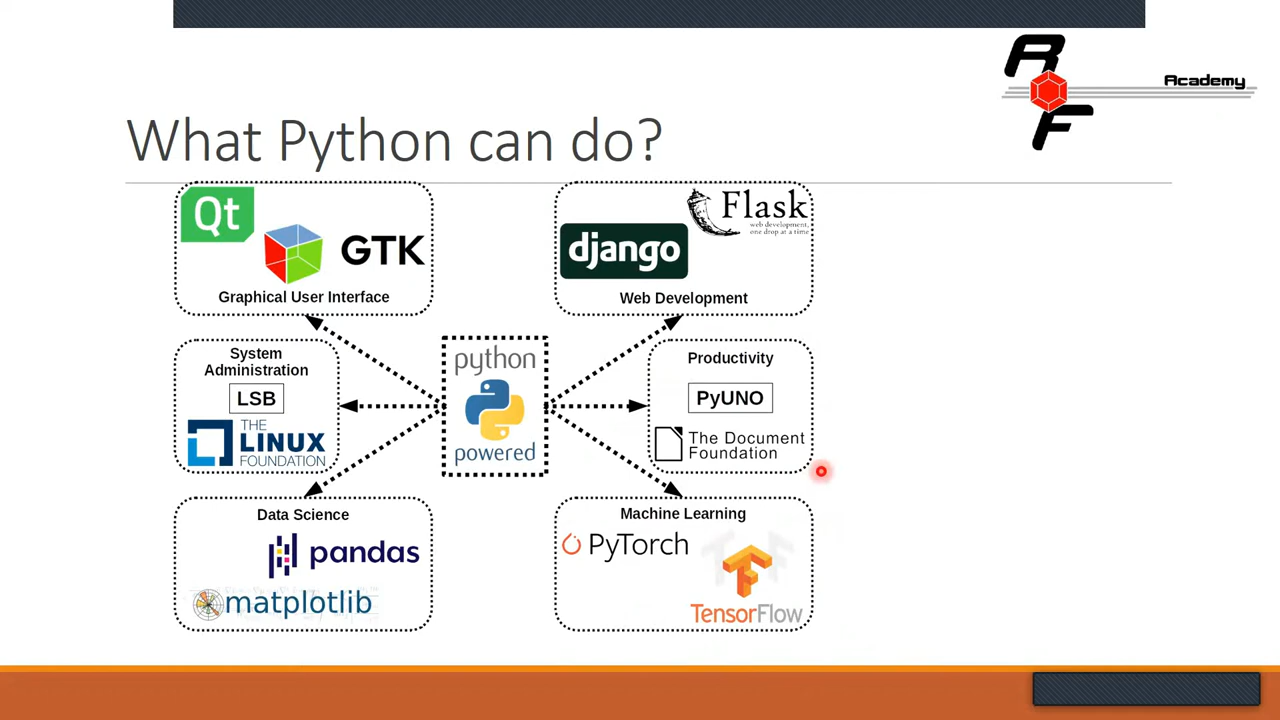 R
F
Academy
What Python can do?
Qt
GTK
Graphical User Interface
Flask
web development,
one drop at a time
django
Web Development
System
Administration
LSB
THE
LINUX
FOUNDATION
python
powered
Productivity
PyUNO
The Document
Foundation
Data Science
pandas
matplotlib
Machine Learning
PyTorch
TensorFlow